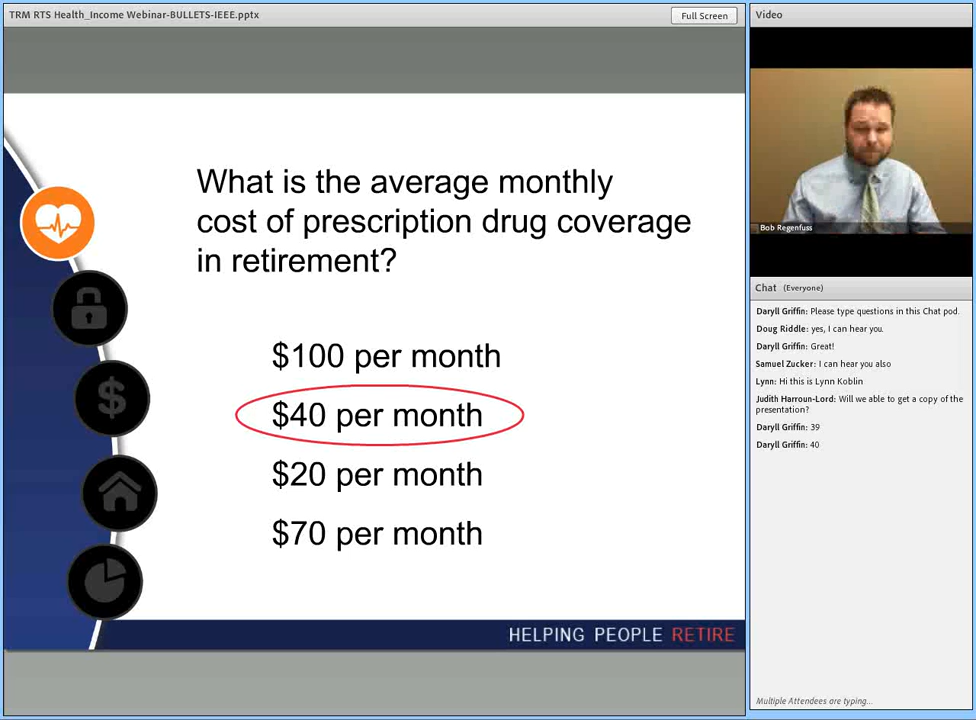 TRM RTS Health_Income Webinar-BULLETS-IEEE.pptx
Full Screen
What is the average monthly
cost of prescription drug coverage
in retirement?
$100 per month
$40 per month
$20 per month
$70 per month
$
HELPING PEOPLE RETIRE
Video
Bob Regenfuss
Chat (Everyone)
Daryll Griffin: Please type questions in this Chat pod.
Doug Riddle: yes, I can hear you.
Daryll Griffin: Great!
Samuel Zucker: I can hear you also
Lynn: Hi this is Lynn Koblin
Judith Harroun-Lord: Will we able to get a copy of the
presentation?
Daryll Griffin: 39
Daryll Griffin: 40
Multiple Attendees are typing...